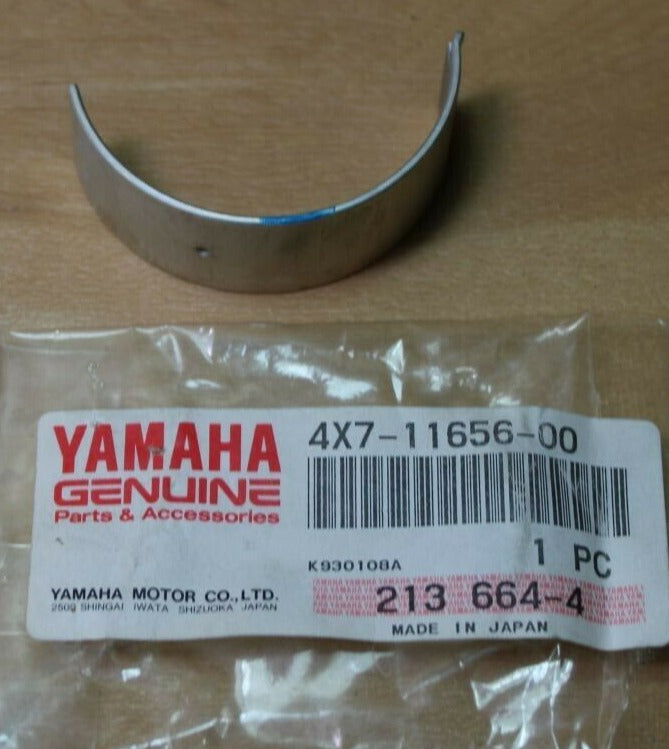 YAMAHA
GENUINE
Parts & Accessories
YAMAHA MOTOR CO.,LTD.
2500 SHINGAI IWATA SHIZUOKA JAPAN
4X7-11656-00
1 PC
K930108A
213 664-4
MADE IN JAPAN